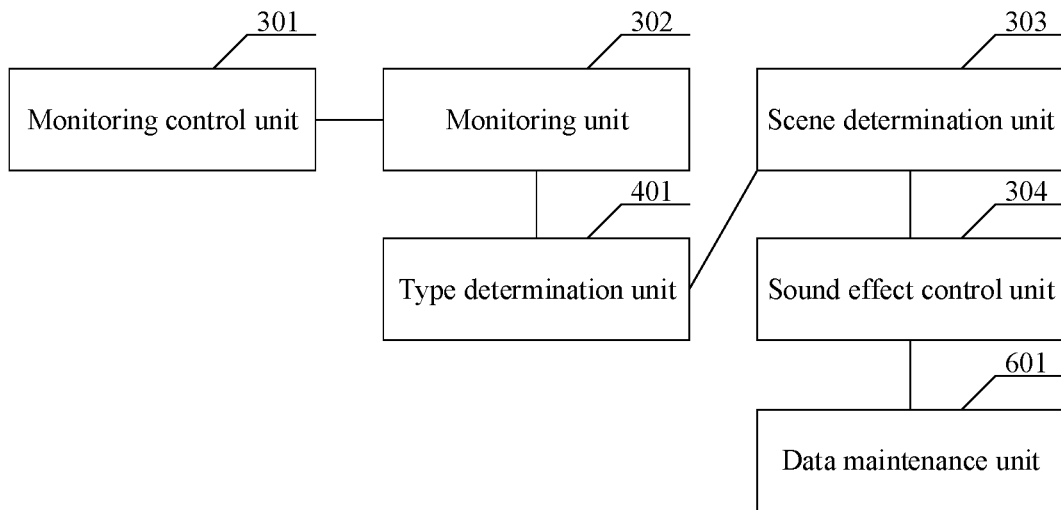 301
302
303
Monitoring control unit
Monitoring unit
Scene determination unit
401
304
Type determination unit
Sound effect control unit
601
Data maintenance unit